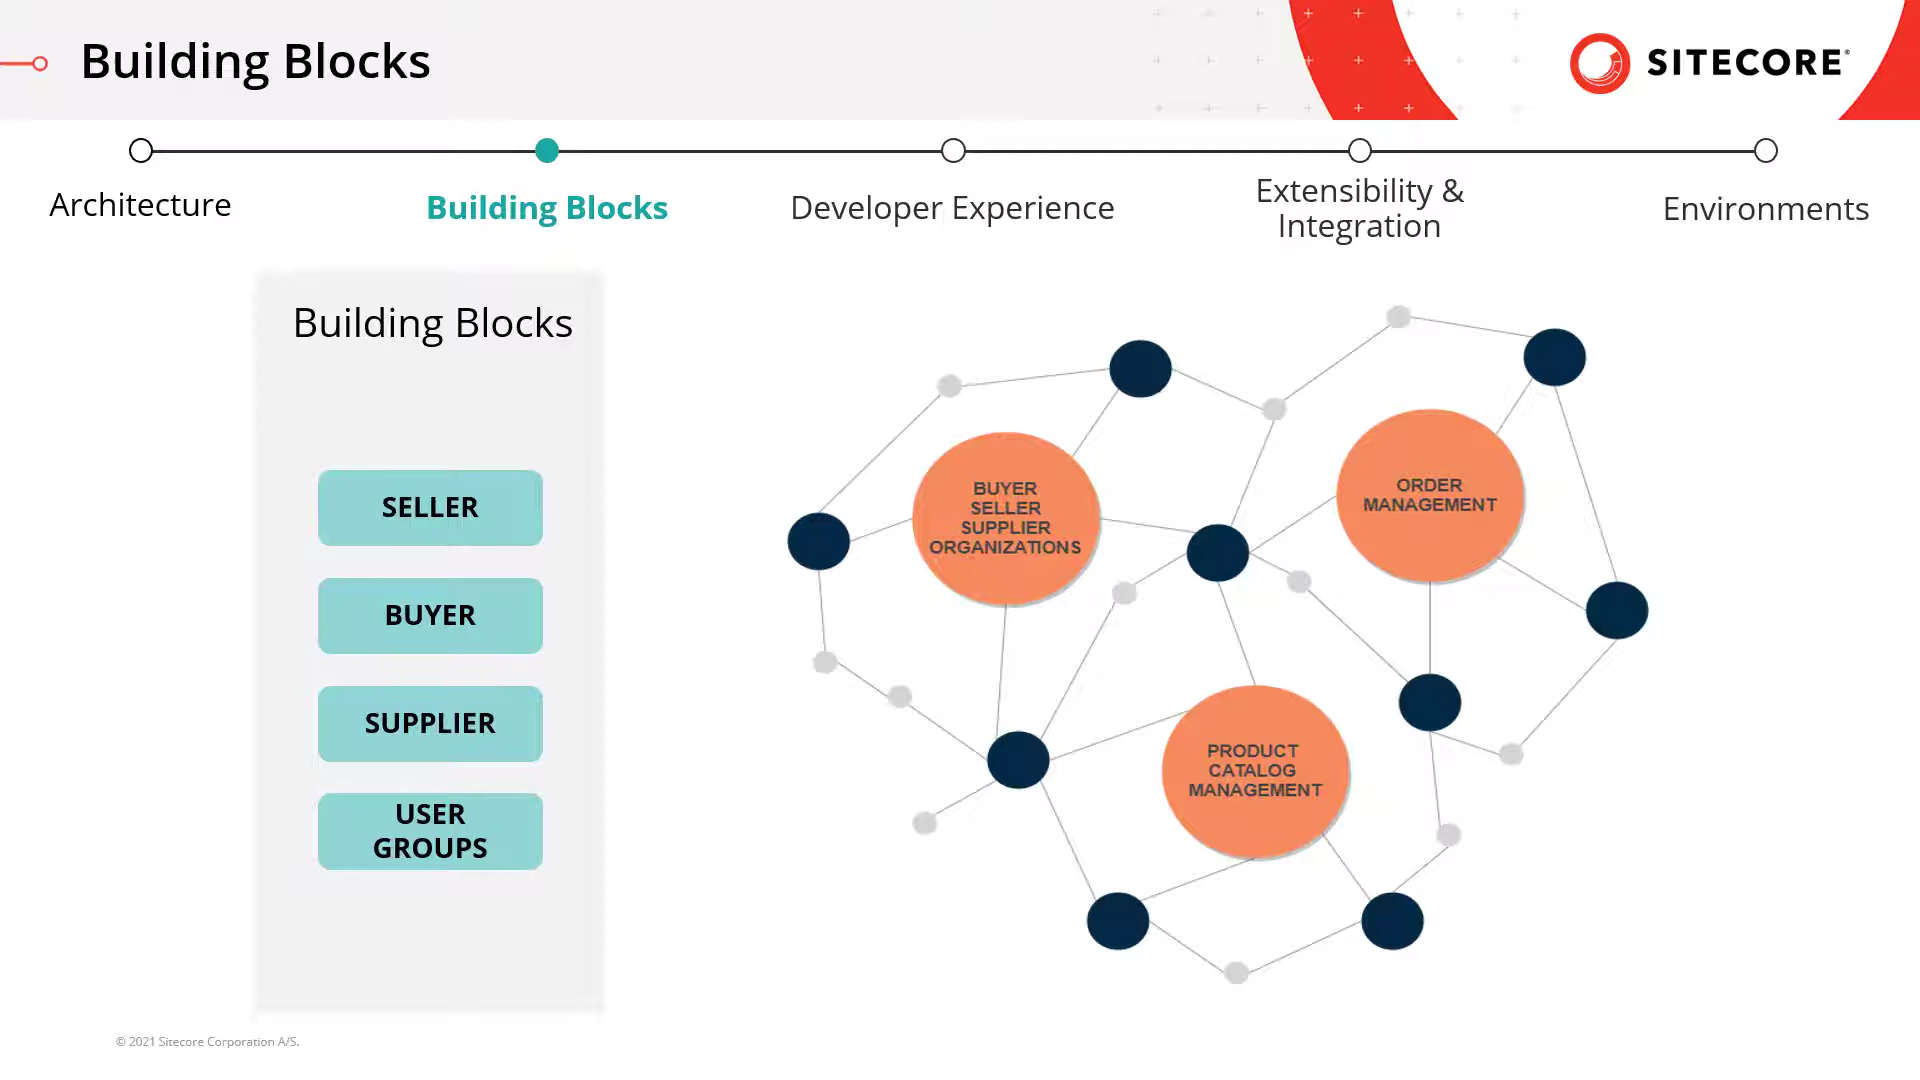 Building Blocks
SITECORE
Architecture
Building Blocks
Developer Experience
Extensibility &
Integration
Environments
Building Blocks
SELLER
BUYER
SUPPLIER
USER
GROUPS
BUYER
SELLER
SUPPLIER
ORGANIZATIONS
ORDER
MANAGEMENT
PRODUCT
CATALOG
MANAGEMENT
© 2021 Sitecore Corporation A/S.